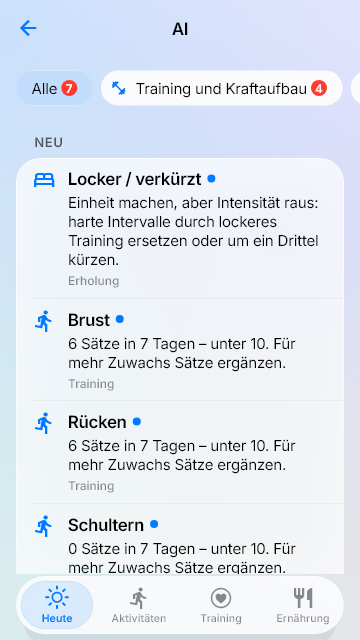 AI
Alle 7
Training und Kraftaufbau 4
NEU
Locker / verkürzt
Einheit machen, aber Intensität raus:
harte Intervalle durch lockeres
Training ersetzen oder um ein Drittel
kürzen.
Erholung
Brust
6 Sätze in 7 Tagen – unter 10. Für
mehr Zuwachs Sätze ergänzen.
Training
Rücken
6 Sätze in 7 Tagen – unter 10. Für
mehr Zuwachs Sätze ergänzen.
Training
Schultern
0 Sätze in 7 Tagen – unter 10. Für
mehr Zuwachs Sätze ergänzen.
Heute
Aktivitäten
Training
Ernährung